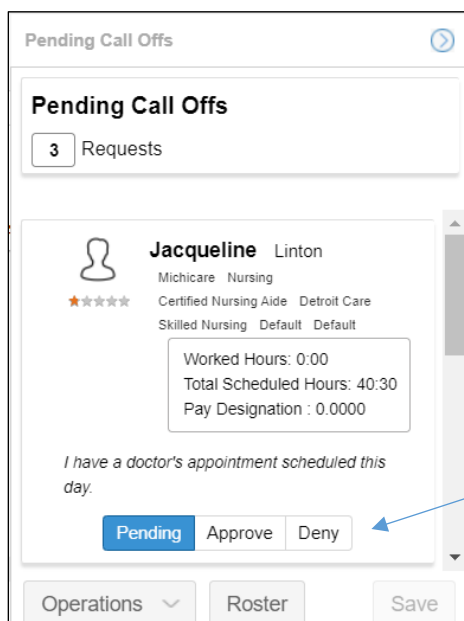 Pending Call Offs
Pending Call Offs
3 Requests
Jacqueline Linton
Michicare Nursing
Certified Nursing Aide Detroit Care
Skilled Nursing Default Default
Worked Hours: 0:00
Total Scheduled Hours: 40:30
Pay Designation : 0.0000
I have a doctor's appointment scheduled this
day.
Pending Approve Deny
Operations Roster Save